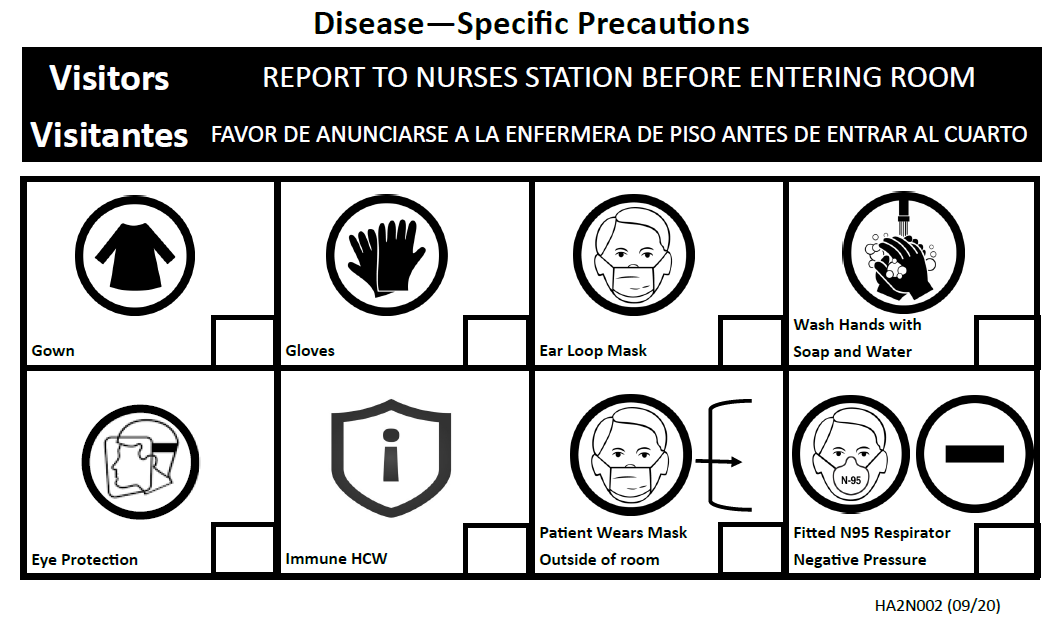 Disease—Specific Precautions
Visitors REPORT TO NURSES STATION BEFORE ENTERING ROOM
Visitantes FAVOR DE ANUNCIARSE A LA ENFERMERA DE PISO ANTES DE ENTRAR AL CUARTO
Gown
Gloves
Ear Loop Mask
Wash Hands with
Soap and Water
Eye Protection
Immune HCW
Patient Wears Mask
Outside of room
N-95
Fitted N95 Respirator
Negative Pressure
HA2N002 (09/20)